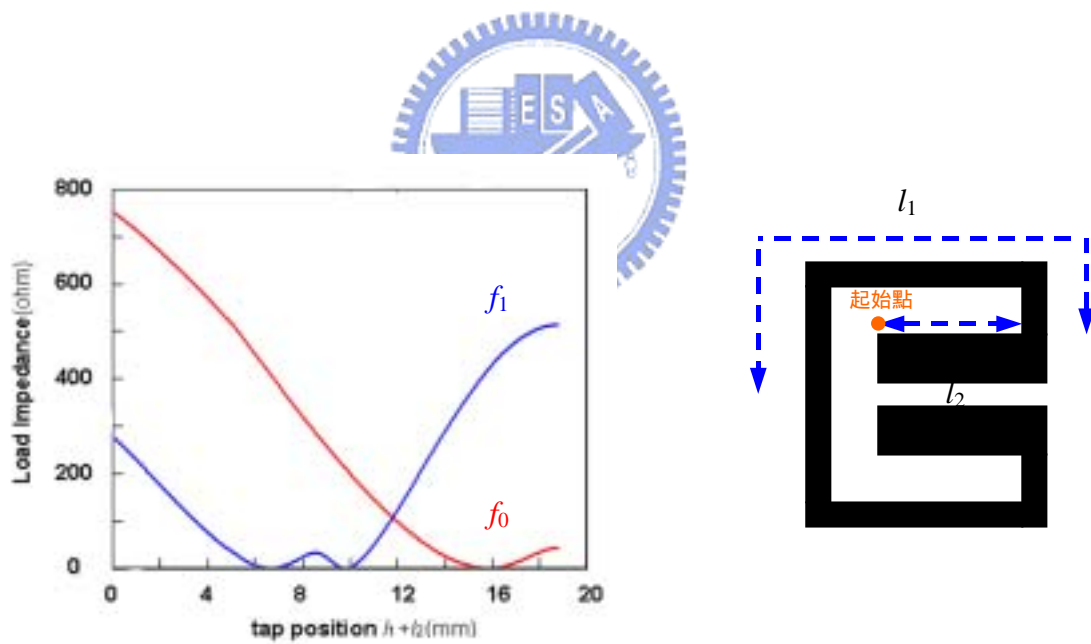 E S A
800
600
400
200
0
Load Impedance(ohm)
f1
f0
0 4 8 12 16 20
tap position l1+l2(mm)
l1
起始點
l2